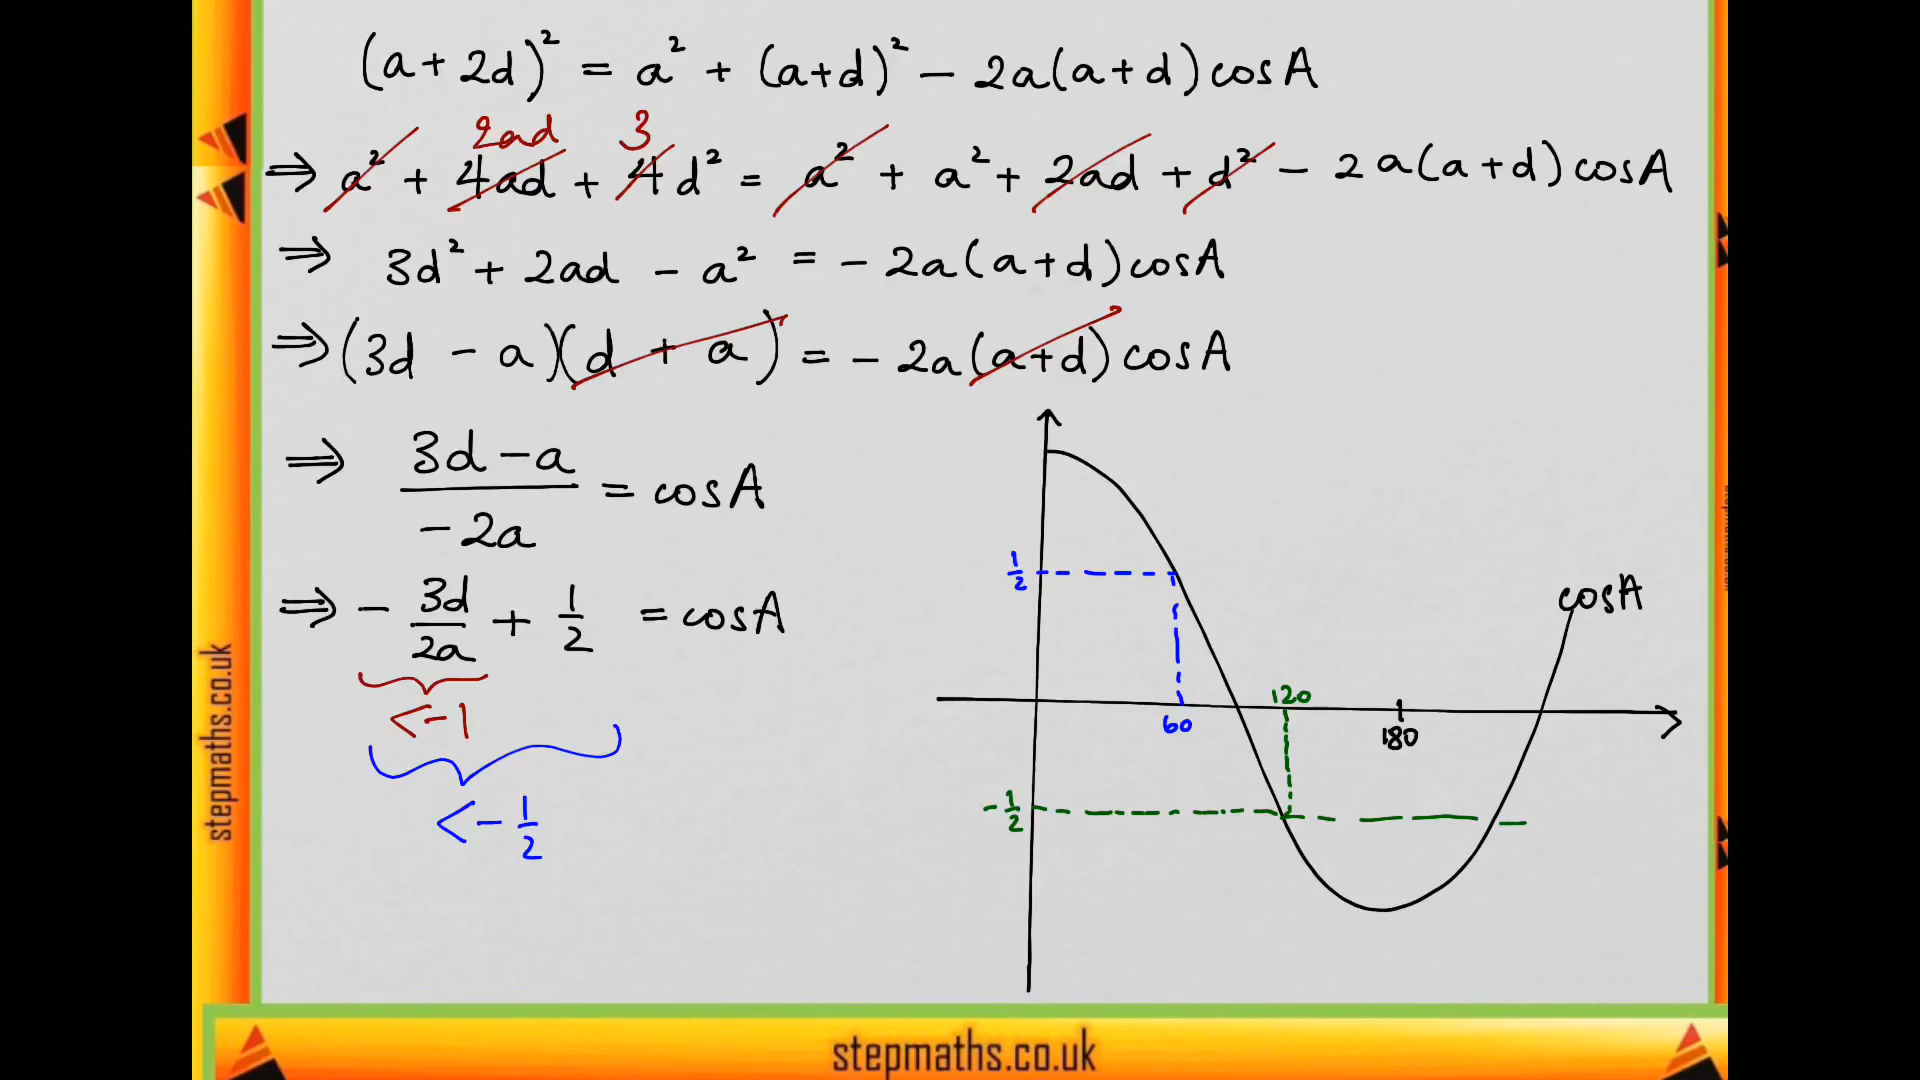 (a+2d)² = a² + (a+d)² − 2a(a+d)cosA
2ad 3
⇒ a² + 4ad + 4d² = a² + a² + 2ad + d² − 2a(a+d)cosA
⇒ 3d² + 2ad − a² = −2a(a+d)cosA
⇒ (3d − a)(d + a) = −2a(a+d)cosA
⇒ (3d−a)/(−2a) = cosA
⇒ −3d/2a + 1/2 = cosA
<−1
<−1/2
1/2
−1/2
60
120
180
cosA
stepmaths.co.uk
stepmaths.co.uk